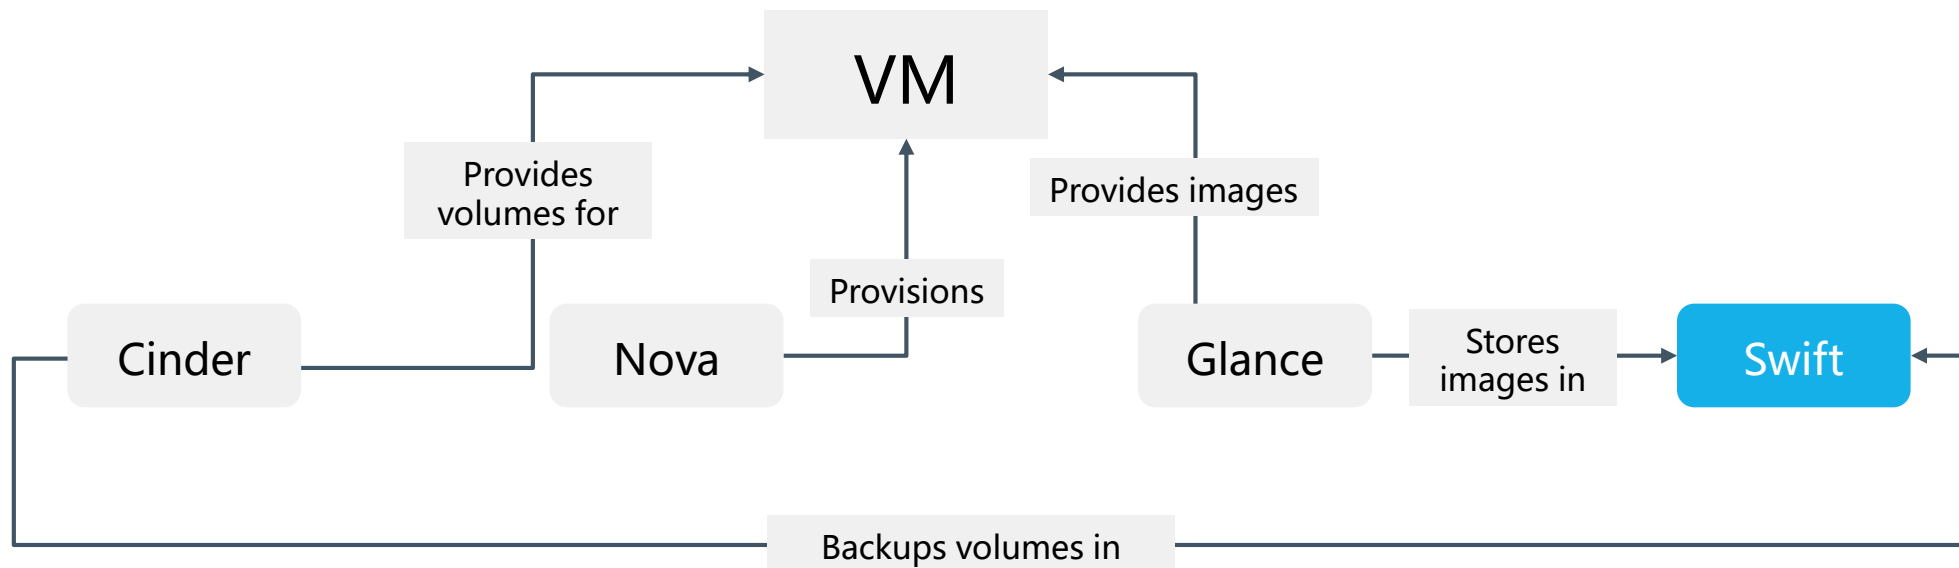 VM
Provides
volumes for
Provides images
Provisions
Cinder
Nova
Glance
Stores
images in
Swift
Backups volumes in